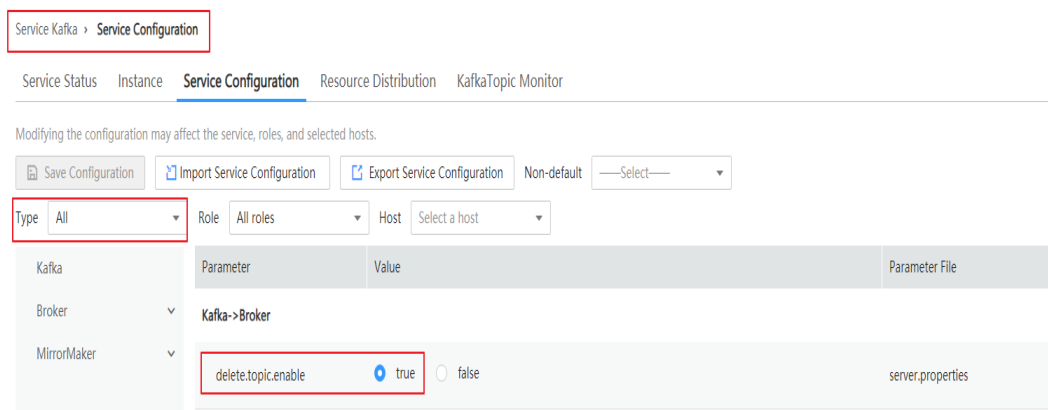 Service Kafka > Service Configuration
Service Status Instance Service Configuration Resource Distribution KafkaTopic Monitor
Modifying the configuration may affect the service, roles, and selected hosts.
Save Configuration Import Service Configuration Export Service Configuration Non-default ——Select——
Type All Role All roles Host Select a host
Kafka Parameter Value Parameter File
Broker Kafka->Broker
MirrorMaker
delete.topic.enable true false server.properties